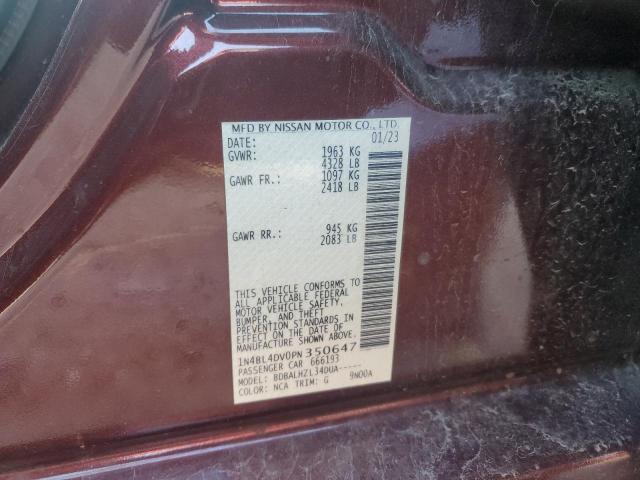 MFD BY NISSAN MOTOR CO., LTD.
DATE: 01/23
GVWR: 1963 KG
4328 LB
GAWR FR.: 1097 KG
2418 LB
GAWR RR.: 945 KG
2083 LB
THIS VEHICLE CONFORMS TO
ALL APPLICABLE FEDERAL
MOTOR VEHICLE SAFETY,
BUMPER, AND THEFT
PREVENTION STANDARDS IN
EFFECT ON THE DATE OF
MANUFACTURE SHOWN ABOVE.
1N4BL4DV0PN350647
PASSENGER CAR 666193
MODEL: BDBALHZL34DUA-----
COLOR: NCA TRIM: G 9N00A